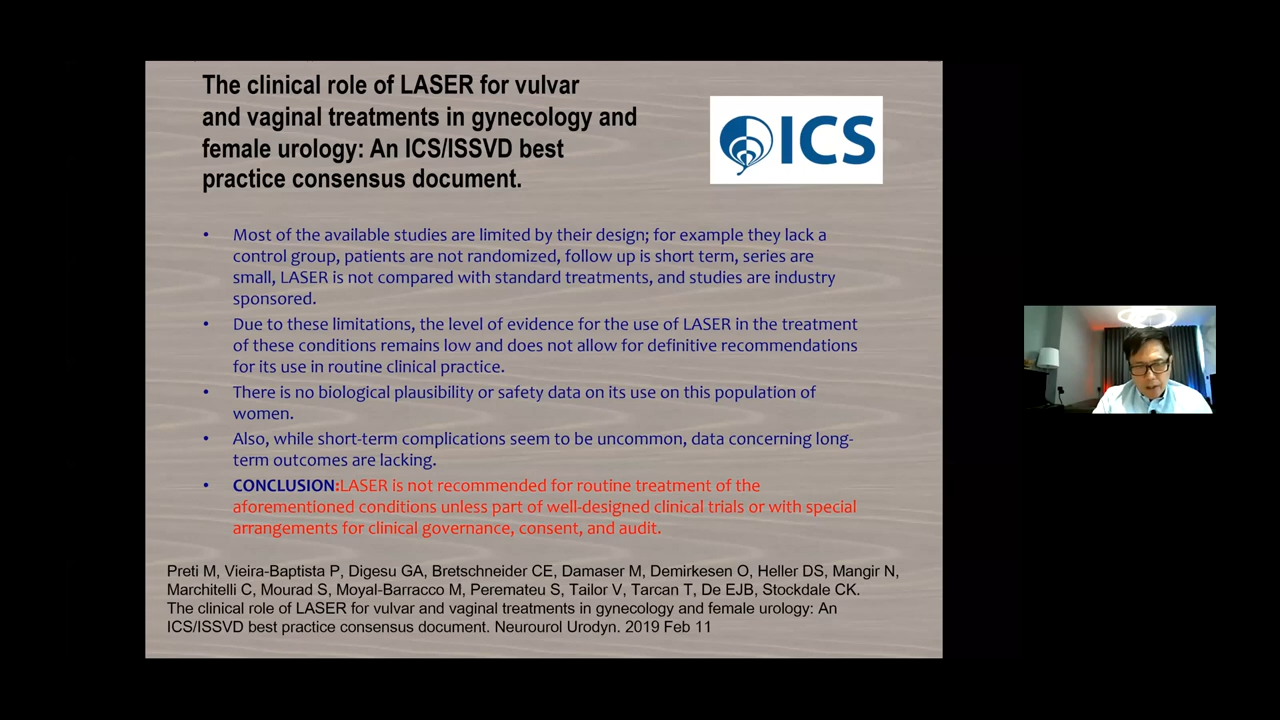 The clinical role of LASER for vulvar
and vaginal treatments in gynecology and
female urology: An ICS/ISSVD best
practice consensus document.
ICS
• Most of the available studies are limited by their design; for example they lack a
control group, patients are not randomized, follow up is short term, series are
small, LASER is not compared with standard treatments, and studies are industry
sponsored.
• Due to these limitations, the level of evidence for the use of LASER in the treatment
of these conditions remains low and does not allow for definitive recommendations
for its use in routine clinical practice.
• There is no biological plausibility or safety data on its use on this population of
women.
• Also, while short-term complications seem to be uncommon, data concerning long-
term outcomes are lacking.
• CONCLUSION:LASER is not recommended for routine treatment of the
aforementioned conditions unless part of well-designed clinical trials or with special
arrangements for clinical governance, consent, and audit.
Preti M, Vieira-Baptista P, Digesu GA, Bretschneider CE, Damaser M, Demirkesen O, Heller DS, Mangir N,
Marchitelli C, Mourad S, Moyal-Barracco M, Peremateu S, Tailor V, Tarcan T, De EJB, Stockdale CK.
The clinical role of LASER for vulvar and vaginal treatments in gynecology and female urology: An
ICS/ISSVD best practice consensus document. Neurourol Urodyn. 2019 Feb 11